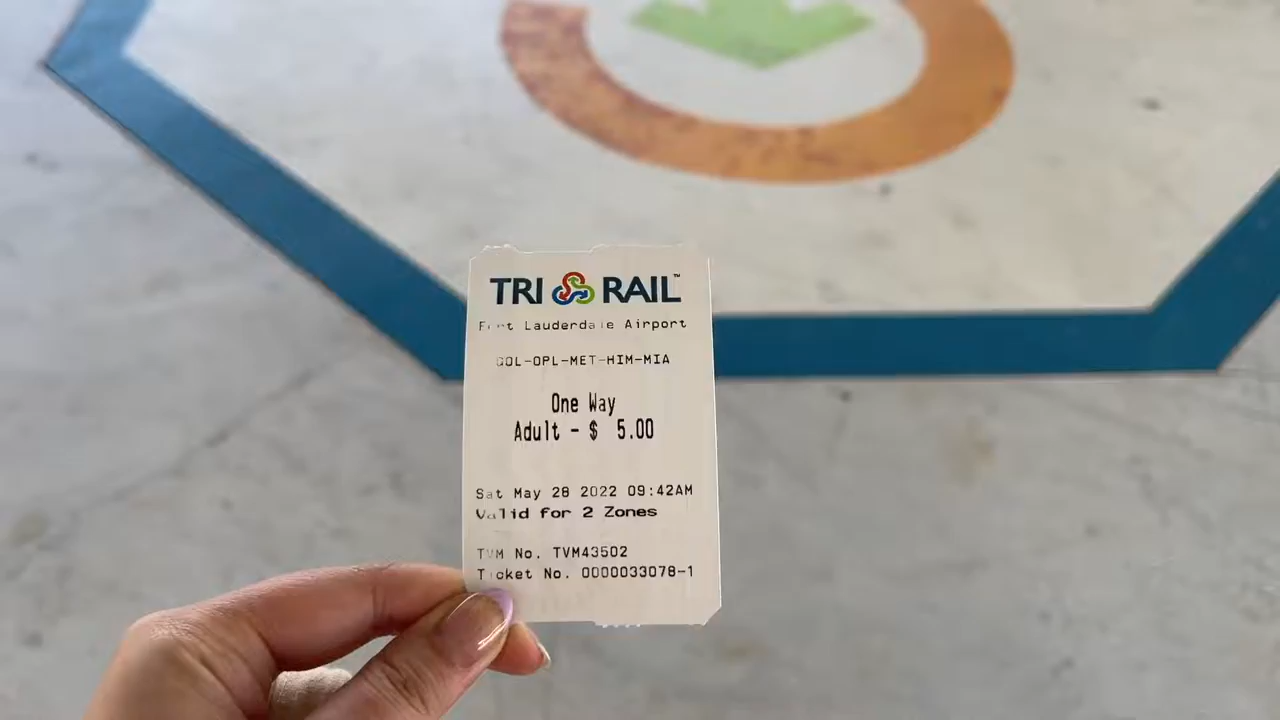 TRI RAIL™
Fort Lauderdale Airport
GOL-OPL-MET-HIM-MIA
One Way
Adult - $ 5.00
Sat May 28 2022 09:42AM
Valid for 2 Zones
TVM No. TVM43502
Ticket No. 0000033078-1